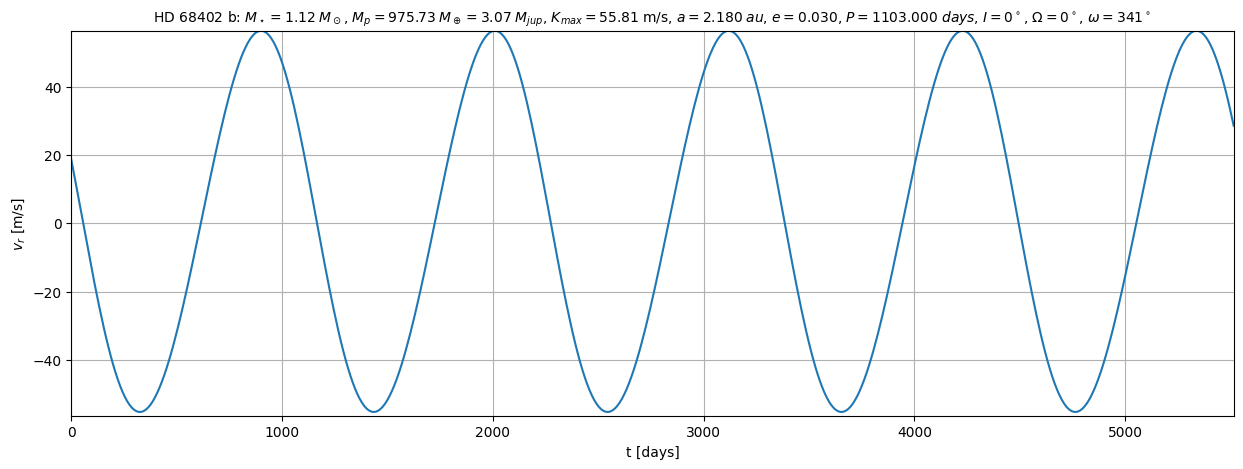 HD 68402 b: M⋆ = 1.12 M⊙, Mp = 975.73 M⊕ = 3.07 Mjup, Kmax = 55.81 m/s, a = 2.180 au, e = 0.030, P = 1103.000 days, I = 0°, Ω = 0°, ω = 341°
40
20
0
−20
−40
vr [m/s]
0 1000 2000 3000 4000 5000
t [days]